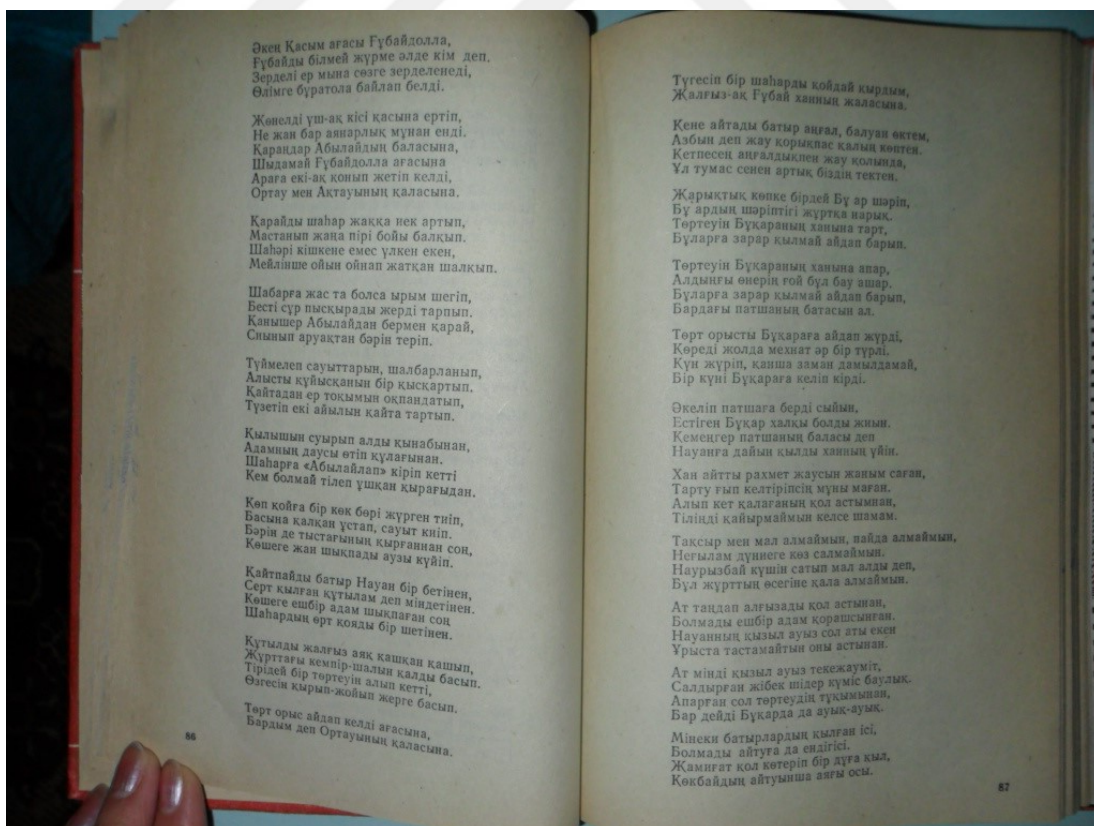 Әкең Қасым ағасы Ғұбайдолла,
Ғұбайды білмей жүрме әлде кім деп.
Зерделі ер мына сөзге зерделенеді,
Өлімге бұратола байлап белді.
Жөнелді үш-ақ кісі қасына ертіп,
Не жан бар аянарлық мұнан енді.
Қараңдар Абылайдың баласына,
Шыдамай Ғұбайдолла ағасына
Араға екі-ақ қонып жетіп келді,
Ортау мен Ақтауының қаласына.
Қарайды шаһар жаққа иек артып,
Мастанып жаңа пірі бойы балқып.
Шаһәрі кішкене емес үлкен екен,
Мейлінше ойын ойнап жатқан шалқып.
Шабарға жас та болса ырым шегіп,
Бесті сұр пысқырады жерді тарпып.
Қанышер Абылайдан бермен қарай,
Сиынып аруақтан бәрін теріп.
Түймелеп сауыттарын, шалбарланып,
Алысты құйысқанын бір қысқартып.
Қайтадан ер тоқымын оқпандатып,
Түзетіп екі айылын қайта тартып.
Қылышын суырып алды қынабынан,
Адамның даусы өтіп құлағынан.
Шаһарға «Абылайлап» кіріп кетті
Кем болмай тілеп ұшқан қырағыдан.
Көп қойға бір көк бөрі жүрген тиіп,
Басына қалқан ұстап, сауыт киіп.
Бәрін де тыстағының қырғаннан соң,
Көшеге жан шықпады аузы күйіп.
Қайтпайды батыр Науан бір бетінен,
Серт қылған құтылам деп міндетінен.
Көшеге ешбір адам шықпаған соң
Шаһардың өрт қояды бір шетінен.
Құтылды жалғыз аяқ қашқан қашып,
Жұрттағы кемпір-шалын қалды басып.
Тірідей бір төртеуін алып кетті,
Өзгесін қырып-жойып жерге басып.
Төрт орыс айдап келді ағасына,
Бардым деп Ортауының қаласына.
86
Түгесіп бір шаһарды қойдай қырдым,
Жалғыз-ақ Ғұбай ханның жаласына.
Кене айтады батыр аңғал, балуан өктем,
Азбын деп жау қорықпас қалың көптен.
Кетпесең аңғалдықпен жау қолында,
Ұл тумас сенен артық біздің тектен.
Жарықтық көпке бірдей Бұ ар шәріп,
Бұ ардың шәріптігі жұртқа нарық.
Төртеуін Бұқараның ханына тарт,
Бұларға зарар қылмай айдап барып.
Төртеуін Бұқараның ханына апар,
Алдыңғы өнерің ғой бұл бау ашар.
Бұларға зарар қылмай айдап барып,
Бардағы патшаның батасын ал.
Төрт орысты Бұқараға айдап жүрді,
Көреді жолда мехнат әр бір түрлі.
Күн жүріп, қанша заман дамылдамай,
Бір күні Бұқараға келіп кірді.
Әкеліп патшаға берді сыйын,
Естіген Бұқар халқы болды жиын.
Кемеңгер патшаның баласы деп
Науанға дайын қылды ханның үйін.
Хан айтты рахмет жаусын жаным саған,
Тарту ғып келтіріпсің мұны маған.
Алып кет қалағаның қол астымнан,
Тіліңді қайырмаймын келсе шамам.
Тақсыр мен мал алмаймын, пайда алмаймын,
Неғылам дүниеге көз салмаймын.
Наурызбай күшін сатып мал алды деп,
Бұл жұрттың өсегіне қала алмаймын.
Ат таңдап алғызады қол астынан,
Болмады ешбір адам қорашсынған.
Науанның қызыл ауыз сол аты екен
Ұрыста тастамайтын оны астынан.
Ат мінді қызыл ауыз текежәуміт,
Салдырған жібек шідер күміс баулық.
Апарған сол төртеудің тұқымынан,
Бар дейді Бұқарда да ауық-ауық.
Мінеки батырлардың қылған ісі,
Болмады айтуға да ендігісі.
Жамиғат қол көтеріп бір дұға қыл,
Көкбайдың айтуынша аяғы осы.
87